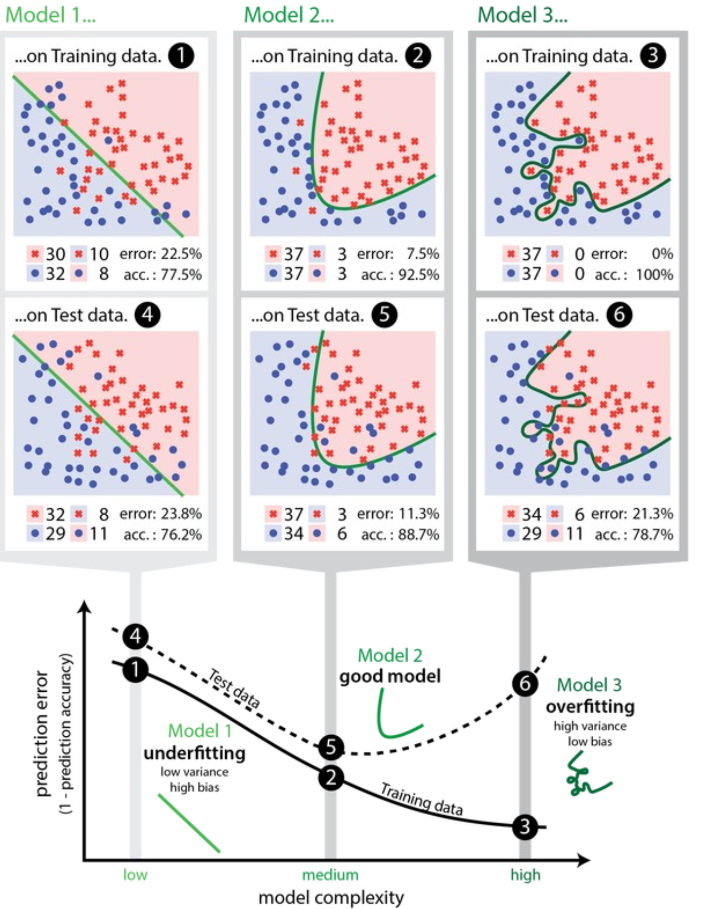 Model 1...
Model 2...
Model 3...
...on Training data. 1
...on Training data. 2
...on Training data. 3
30 10 error: 22.5%
32 8 acc.: 77.5%
37 3 error: 7.5%
37 3 acc.: 92.5%
37 0 error: 0%
37 0 acc.: 100%
...on Test data. 4
...on Test data. 5
...on Test data. 6
32 8 error: 23.8%
29 11 acc.: 76.2%
37 3 error: 11.3%
34 6 acc.: 88.7%
34 6 error: 21.3%
29 11 acc.: 78.7%
prediction error
(1 - prediction accuracy)
4
1
Test data
Model 1
underfitting
low variance
high bias
5
2
Model 2
good model
Training data
6
3
Model 3
overfitting
high variance
low bias
low
medium
high
model complexity